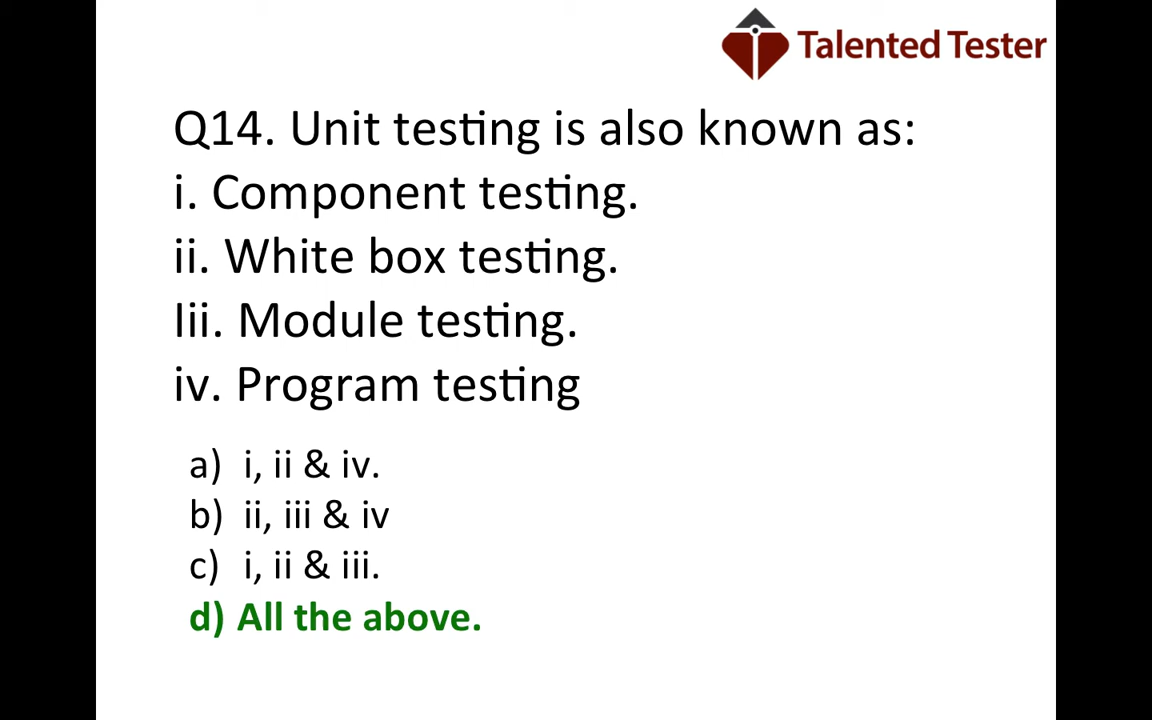 Talented Tester
Q14. Unit testing is also known as:
i. Component testing.
ii. White box testing.
Iii. Module testing.
iv. Program testing
a) i, ii & iv.
b) ii, iii & iv
c) i, ii & iii.
d) All the above.